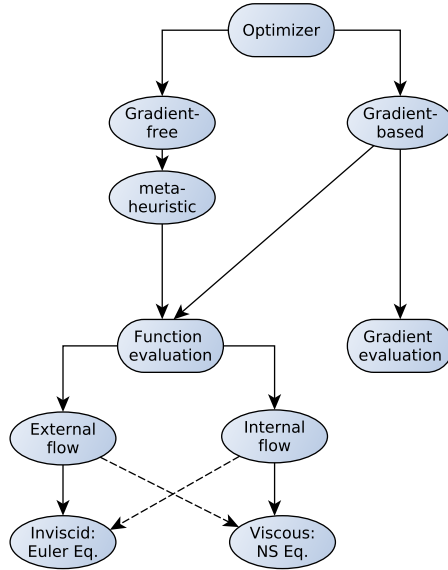 Optimizer
Gradient-
free
Gradient-
based
meta-
heuristic
Function
evaluation
Gradient
evaluation
External
flow
Internal
flow
Inviscid:
Euler Eq.
Viscous:
NS Eq.